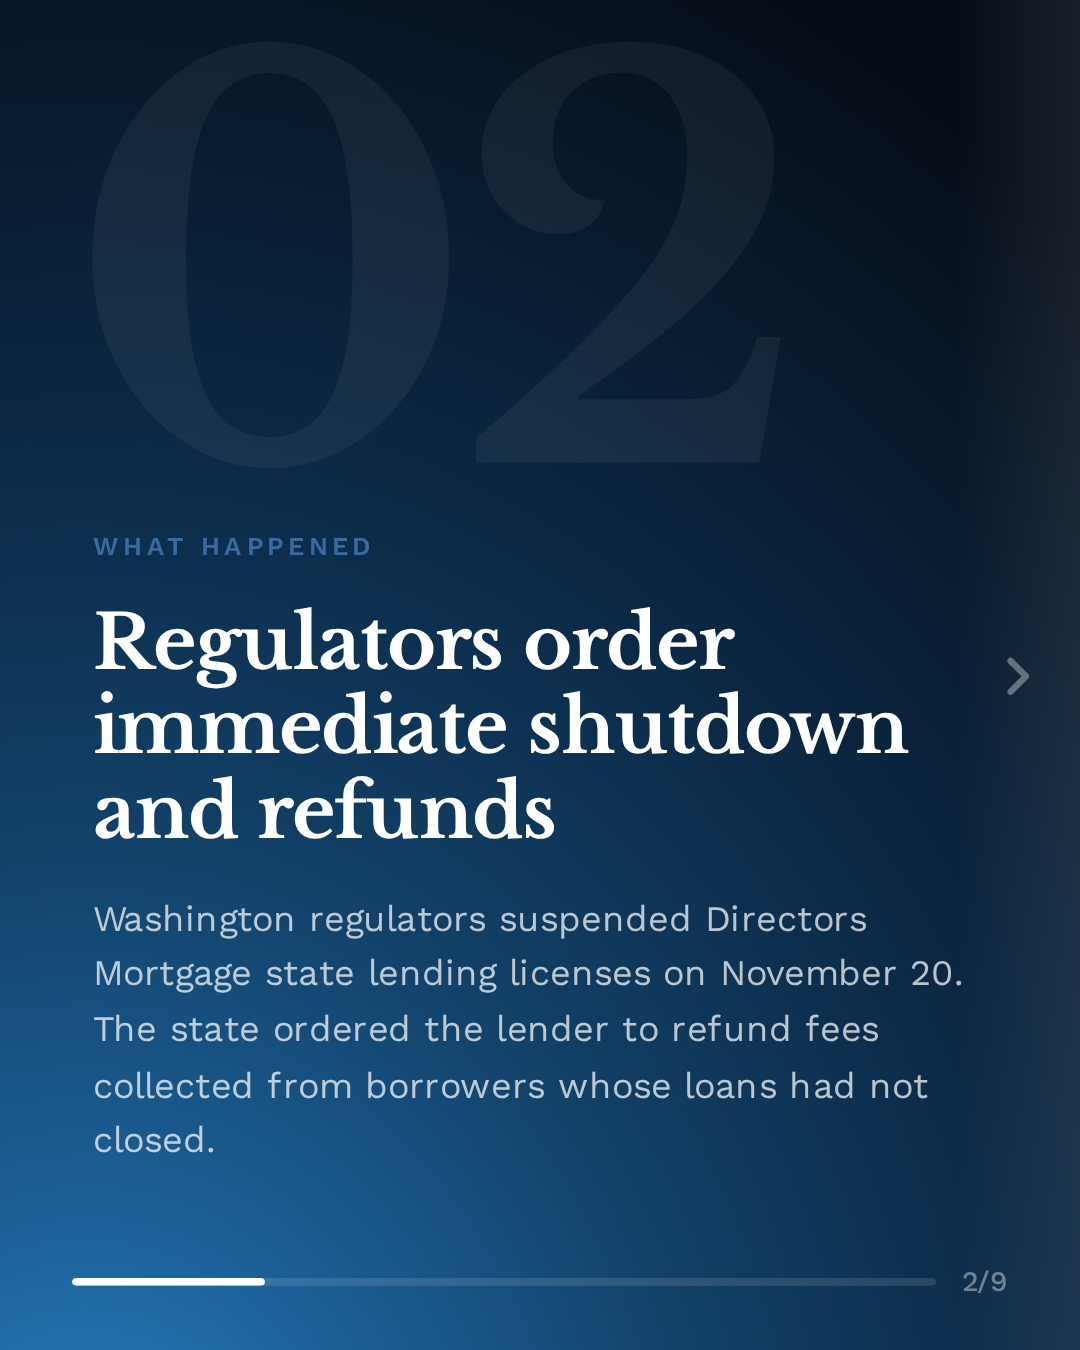 02
WHAT HAPPENED
Regulators order
immediate shutdown
and refunds
Washington regulators suspended Directors
Mortgage state lending licenses on November 20.
The state ordered the lender to refund fees
collected from borrowers whose loans had not
closed.
2/9